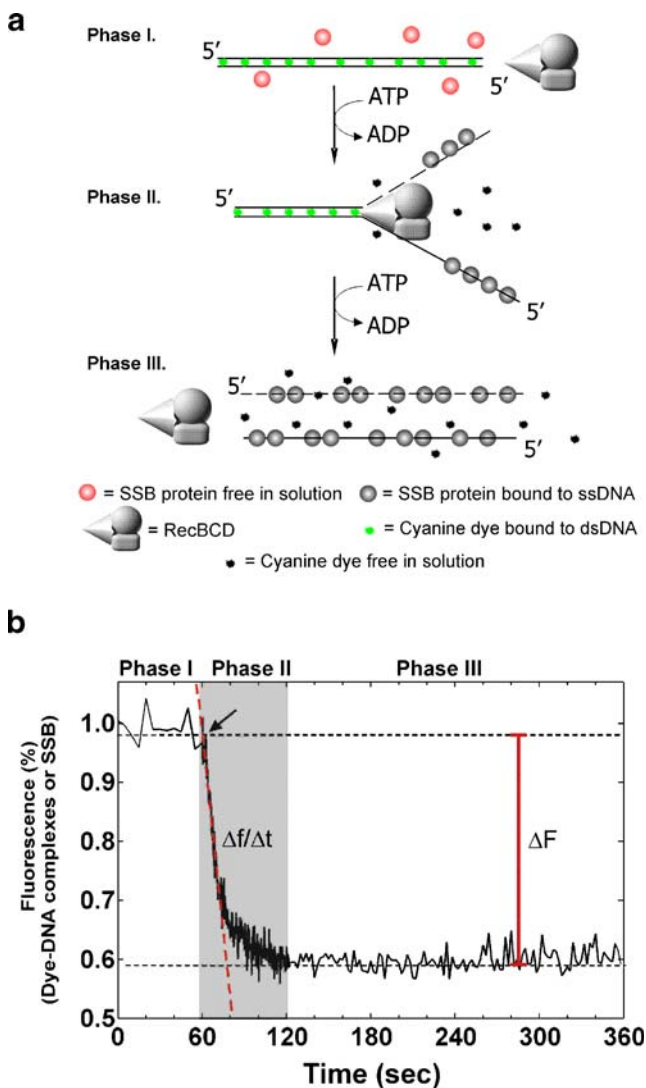 a
Phase I.
5'
5'
ATP
ADP
Phase II.
5'
5'
ATP
ADP
Phase III.
5'
5'
= SSB protein free in solution
= SSB protein bound to ssDNA
= RecBCD
= Cyanine dye bound to dsDNA
= Cyanine dye free in solution
b
Phase I Phase II Phase III
Fluorescence (%)
(Dye-DNA complexes or SSB)
1.0
0.9
0.8
0.7
0.6
0.5
Δf/Δt
ΔF
0 60 120 180 240 300 360
Time (sec)